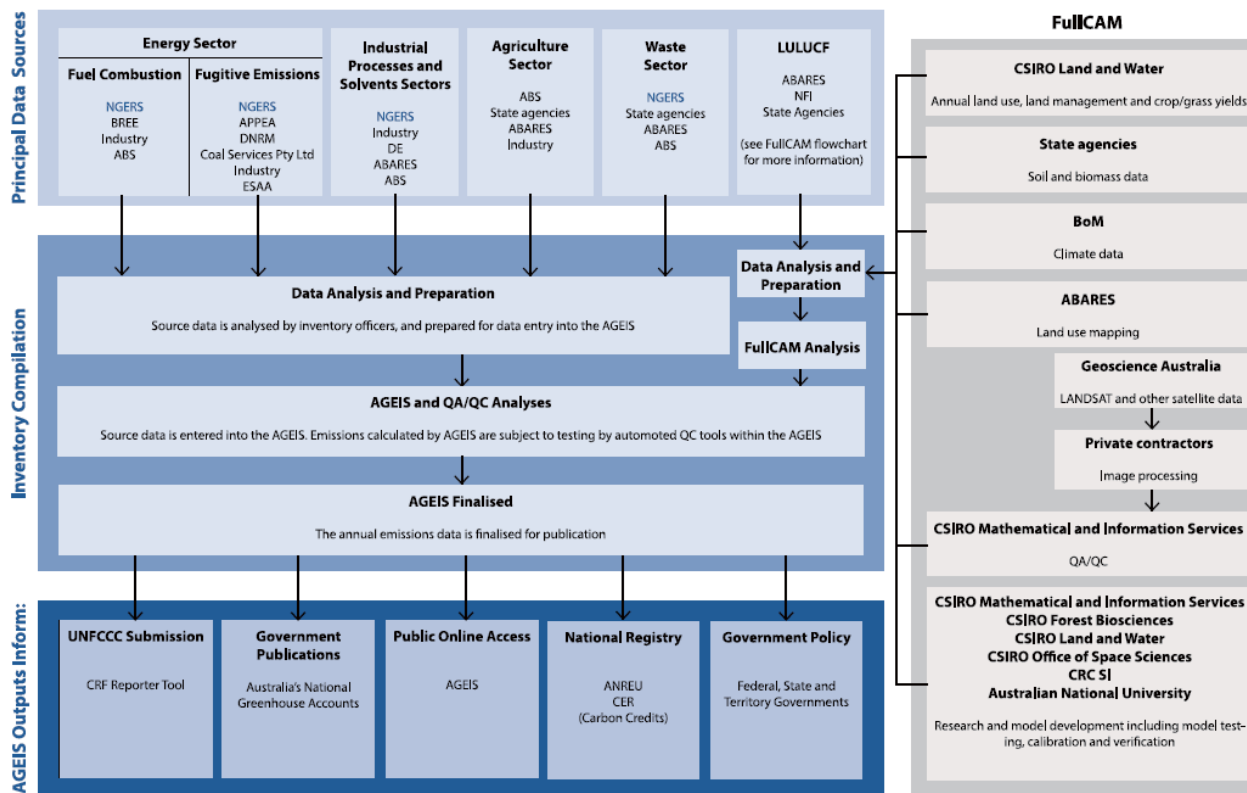 Principal Data Sources
Energy Sector
Fuel Combustion
NGERS
BREE
Industry
ABS
Fugitive Emissions
NGERS
APPEA
DNRM
Coal Services Pty Ltd
Industry
ESAA
Industrial
Processes and
Solvents Sectors
NGERS
Industry
DE
ABARES
ABS
Agriculture
Sector
ABS
State agencies
ABARES
Industry
Waste
Sector
NGERS
State agencies
ABARES
ABS
LULUCF
ABARES
NFI
State Agencies
(see FullCAM flowchart
for more information)
Inventory Compilation
Data Analysis and Preparation
Source data is analysed by inventory officers, and prepared for data entry into the AGEIS
Data Analysis and
Preparation
FullCAM Analysis
AGEIS and QA/QC Analyses
Source data is entered into the AGEIS. Emissions calculated by AGEIS are subject to testing by automated QC tools within the AGEIS
AGEIS Finalised
The annual emissions data is finalised for publication
AGEIS Outputs Inform:
UNFCCC Submission
CRF Reporter Tool
Government
Publications
Australia's National
Greenhouse Accounts
Public Online Access
AGEIS
National Registry
ANREU
CER
(Carbon Credits)
Government Policy
Federal, State and
Territory Governments
FullCAM
CSIRO Land and Water
Annual land use, land management and crop/grass yields
State agencies
Soil and biomass data
BoM
Climate data
ABARES
Land use mapping
Geoscience Australia
LANDSAT and other satellite data
Private contractors
Image processing
CSIRO Mathematical and Information Services
QA/QC
CSIRO Mathematical and Information Services
CSIRO Forest Biosciences
CSIRO Land and Water
CSIRO Office of Space Sciences
CRC SI
Australian National University
Research and model development including model test-
ing, calibration and verification